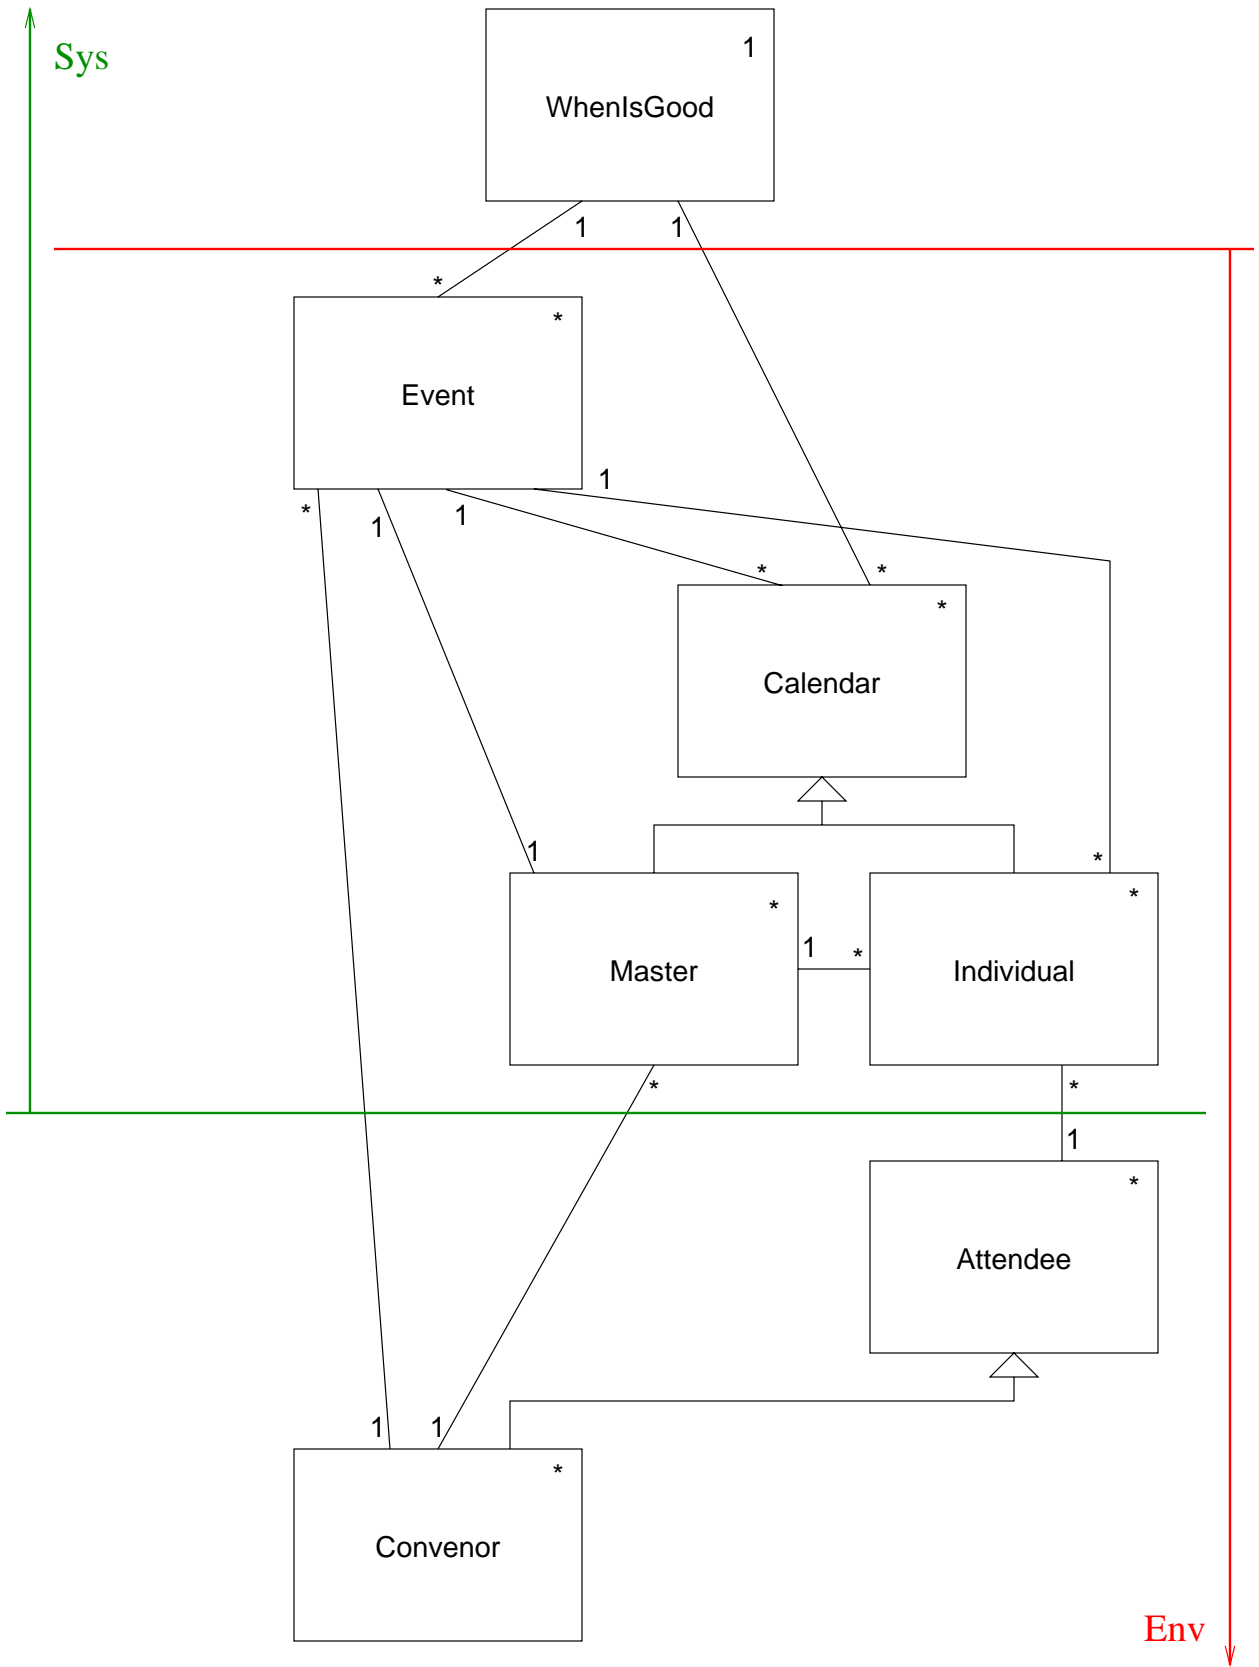 1
Sys
WhenIsGood
1 1
*
*
Event
1
* 1 1
* *
*
Calendar
1 *
* *
1 *
Master Individual
* *
1
*
Attendee
1 1
*
Convenor
Env